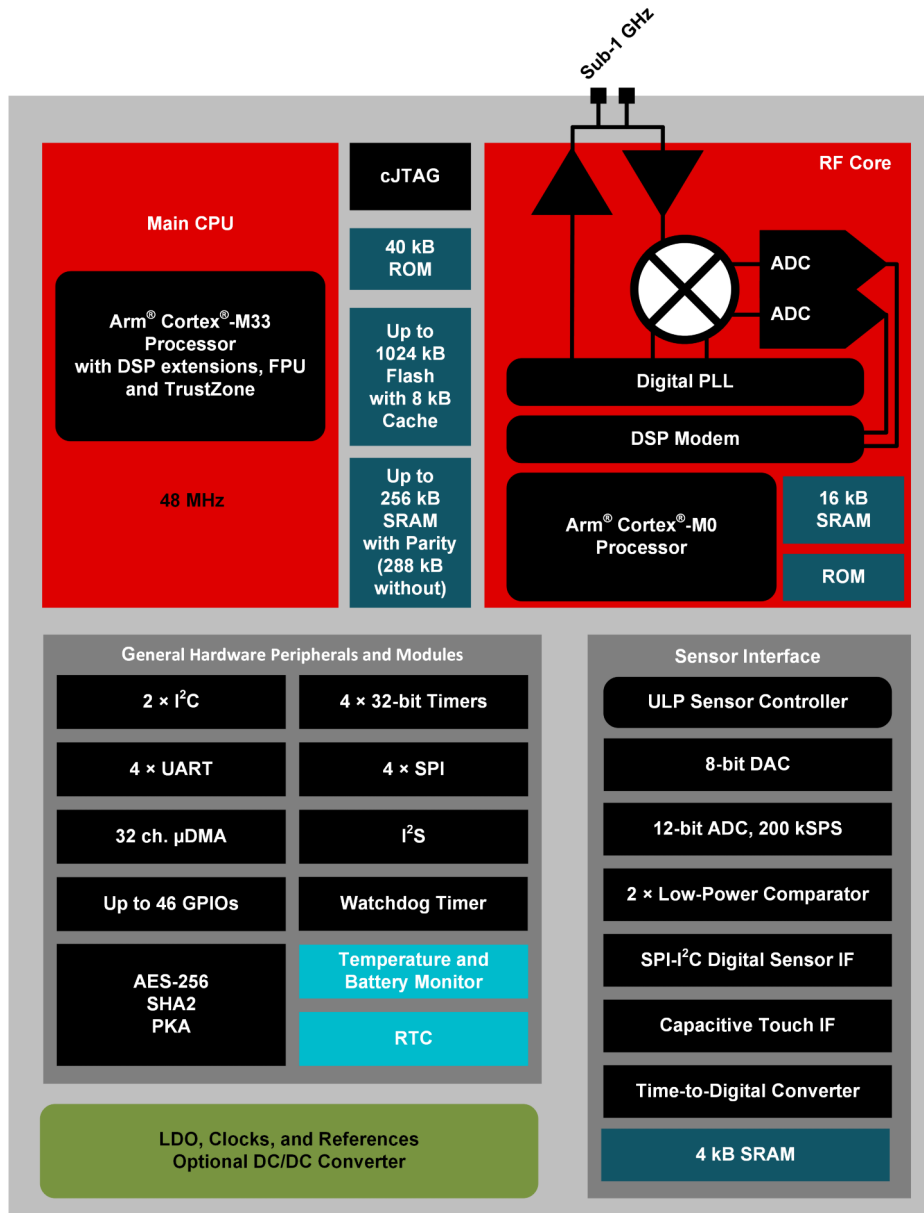 Sub-1 GHz
Main CPU
Arm® Cortex®-M33
Processor
with DSP extensions, FPU
and TrustZone
48 MHz
cJTAG
40 kB
ROM
Up to
1024 kB
Flash
with 8 kB
Cache
Up to
256 kB
SRAM
with Parity
(288 kB
without)
RF Core
ADC
ADC
Digital PLL
DSP Modem
Arm® Cortex®-M0
Processor
16 kB
SRAM
ROM
General Hardware Peripherals and Modules
2 × I²C
4 × 32-bit Timers
4 × UART
4 × SPI
32 ch. µDMA
I²S
Up to 46 GPIOs
Watchdog Timer
AES-256
SHA2
PKA
Temperature and
Battery Monitor
RTC
LDO, Clocks, and References
Optional DC/DC Converter
Sensor Interface
ULP Sensor Controller
8-bit DAC
12-bit ADC, 200 kSPS
2 × Low-Power Comparator
SPI-I²C Digital Sensor IF
Capacitive Touch IF
Time-to-Digital Converter
4 kB SRAM